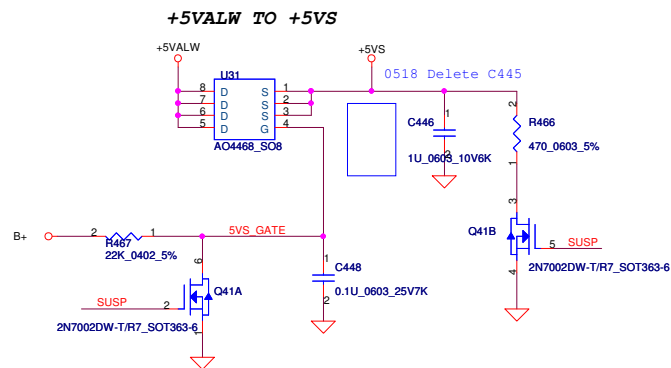 +5VALW TO +5VS
+5VALW
+5VS
0518 Delete C445
U31
8 D S 1
7 D S 2
6 D S 3
5 D G 4
AO4468_SO8
C446
1
2
1U_0603_10V6K
2
R466
470_0603_5%
1
B+
2 1
R467
22K_0402_5%
5VS_GATE
3
Q41B
5 SUSP
4
2N7002DW-T/R7_SOT363-6
6
Q41A
SUSP 2
1
2N7002DW-T/R7_SOT363-6
1
C448
0.1U_0603_25V7K
2